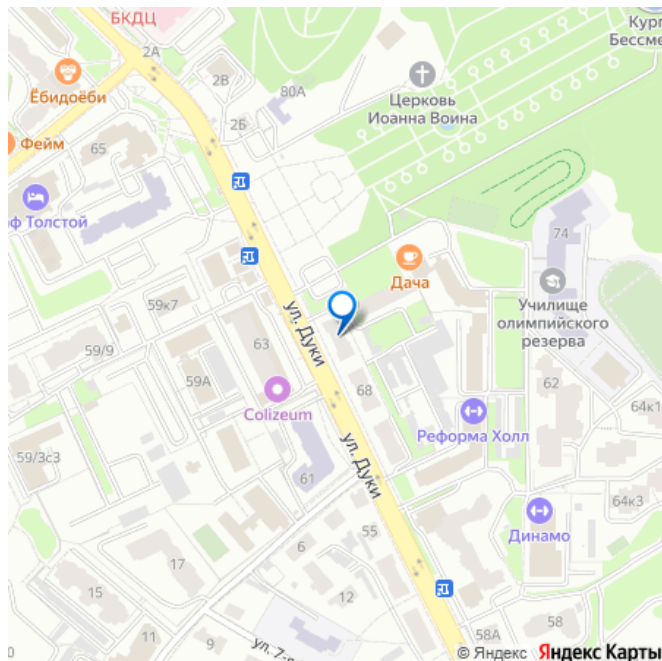 БКДЦ
2А
Ёбидоёби
Фейм
2В
2Б
80А
Церковь
Иоанна Воина
Кург
Бессме
65
ф Толстой
74
Дача
Училище
олимпийского
резерва
59к7
ул. Дуки
63
59/9
59А
Colizeum
68
62
64к1
Реформа Холл
59/3с3
ул. Дуки
61
64к3
55
Динамо
17
6
15
11
9
ул. 7-я
58А
58
© Яндекс Яндекс Карты